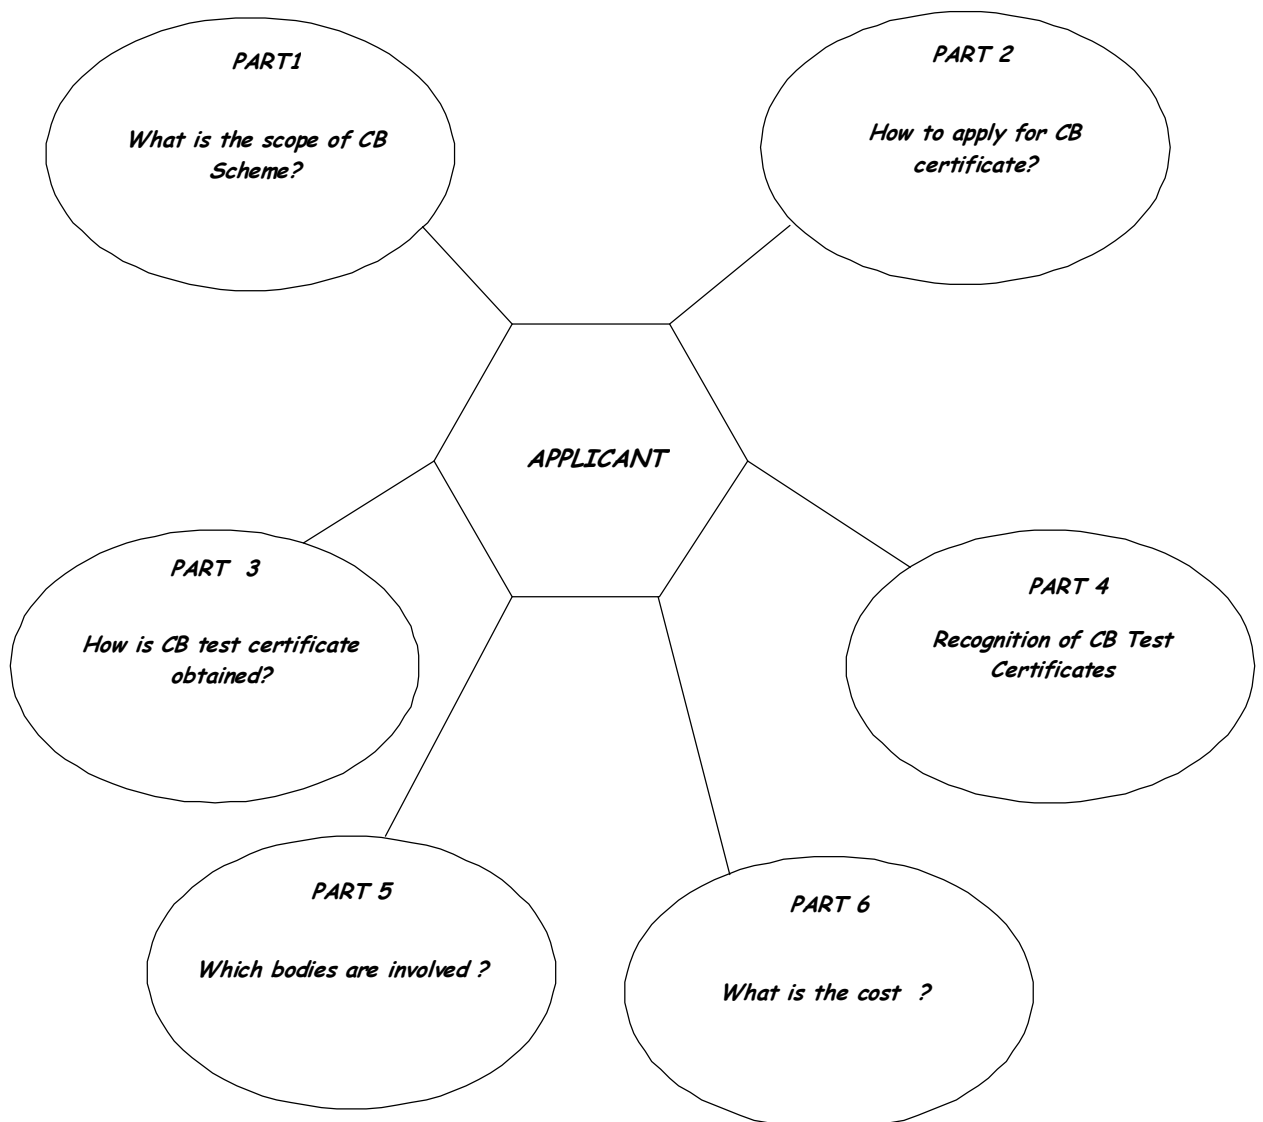 PART1
What is the scope of CB
Scheme?
PART 2
How to apply for CB
certificate?
APPLICANT
PART 3
How is CB test certificate
obtained?
PART 4
Recognition of CB Test
Certificates
PART 5
Which bodies are involved ?
PART 6
What is the cost ?